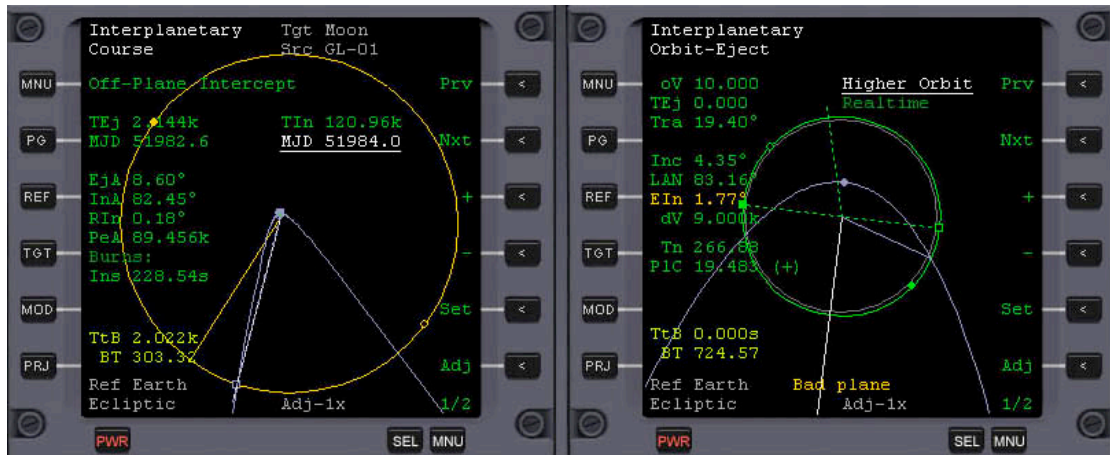 Interplanetary Tgt Moon
Course Src GL-01
MNU Off-Plane Intercept Prv <
TEj 2.144k TIn 120.96k
PG MJD 51982.6 MJD 51984.0 Nxt <
EjA 8.60°
REF InA 82.45° + <
RIn 0.18°
PeA 89.456k
TGT Burns: - <
Ins 228.54s
MOD Set <
TtB 2.022k
BT 303.32
PRJ Adj <
Ref Earth
Ecliptic Adj-1x 1/2
PWR SEL MNU
Interplanetary
Orbit-Eject
MNU oV 10.000 Higher Orbit Prv <
TEj 0.000 Realtime
Tra 19.40°
PG Nxt <
Inc 4.35°
LAN 83.16°
REF EIn 1.77° + <
dV 9.000k
TGT Tn 266.88 - <
PlC 19.483 (+)
MOD Set <
TtB 0.000s
BT 724.57
PRJ Adj <
Ref Earth Bad plane
Ecliptic Adj-1x 1/2
PWR SEL MNU